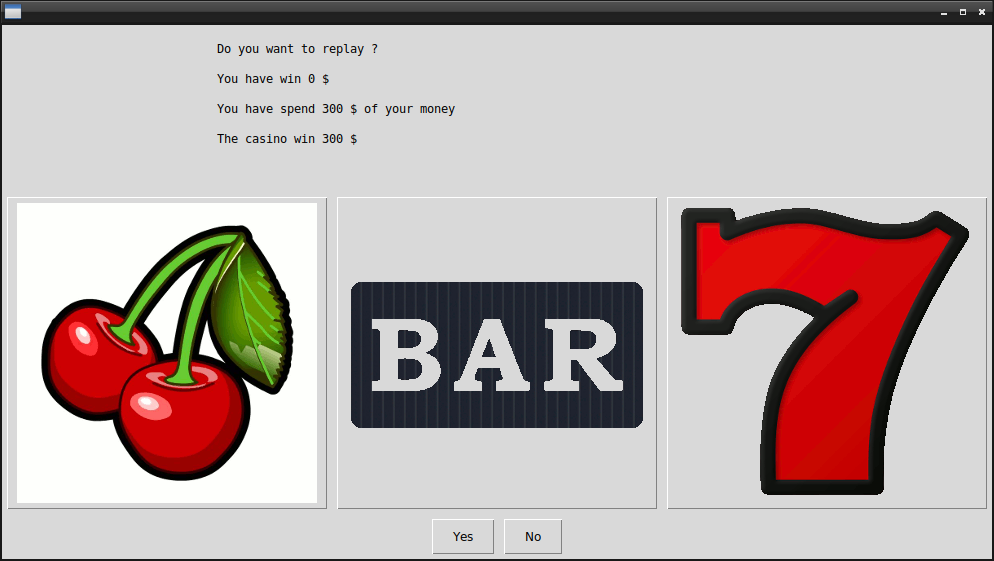 Do you want to replay ?
You have win 0 $
You have spend 300 $ of your money
The casino win 300 $
BAR
7
Yes
No